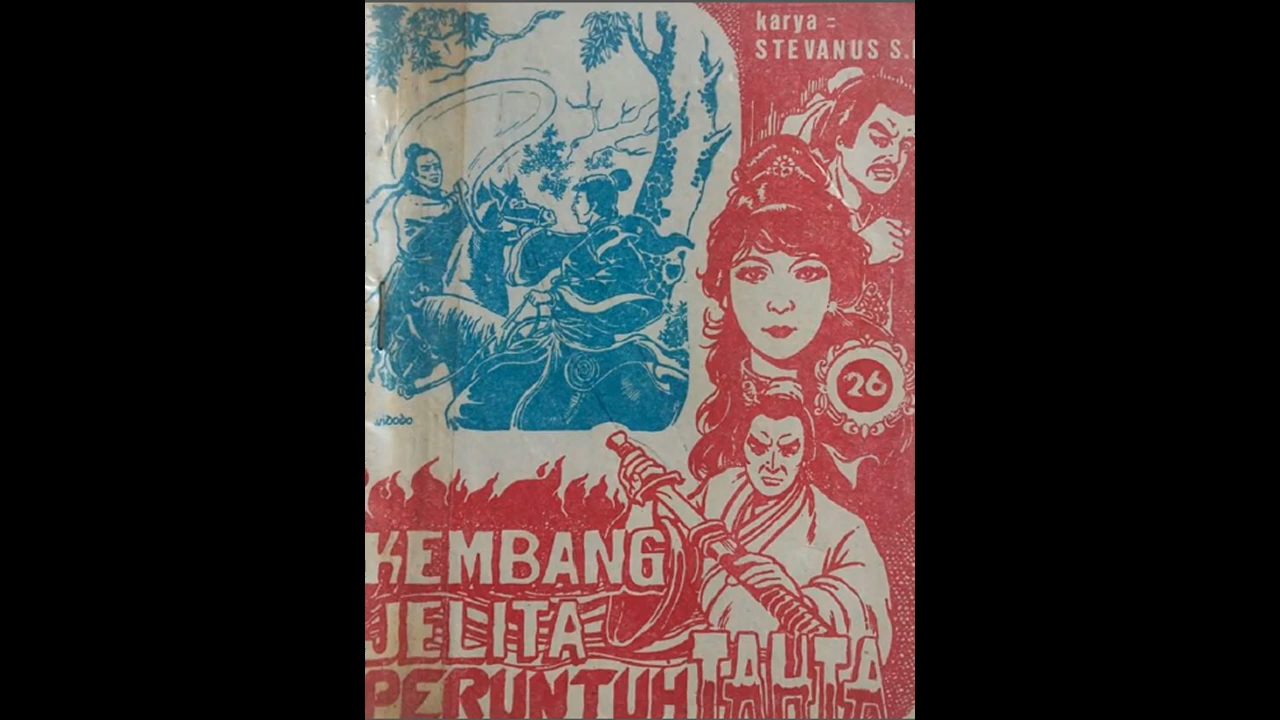 karya =
STEVANUS S.
26
KEMBANG
JELITA
PERUNTUH TAHTA